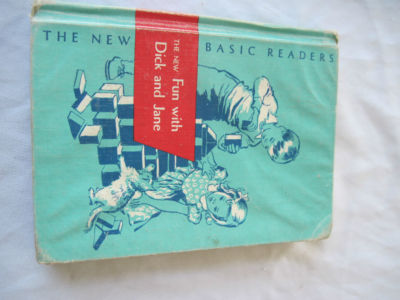 THE NEW BASIC READERS
THE NEW
Fun with
Dick and Jane